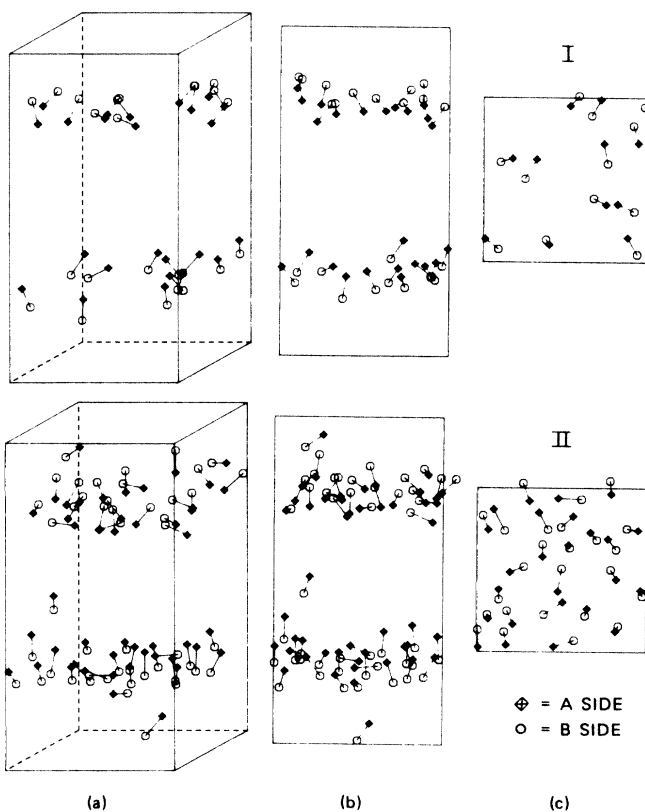 I
II
= A SIDE
= B SIDE
(a)
(b)
(c)